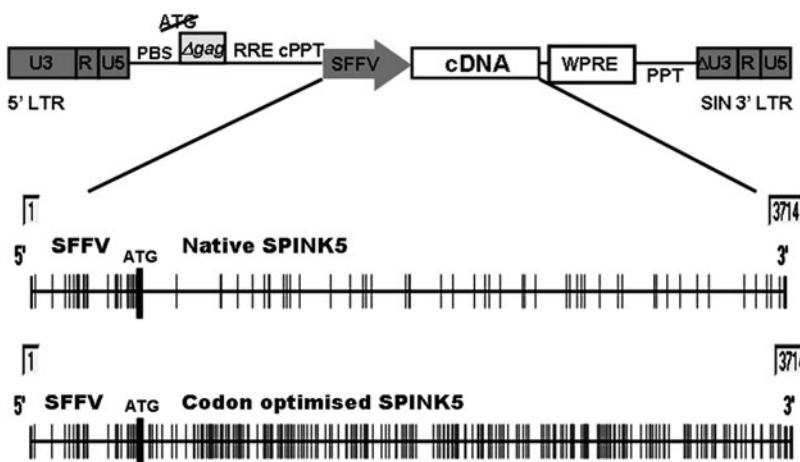 ATG
U3 R U5 PBS Δgag RRE cPPT SFFV cDNA WPRE PPT ΔU3 R U5
5' LTR SIN 3' LTR
1 3714
5' SFFV ATG Native SPINK5 3'
1 3714
5' SFFV ATG Codon optimised SPINK5 3'